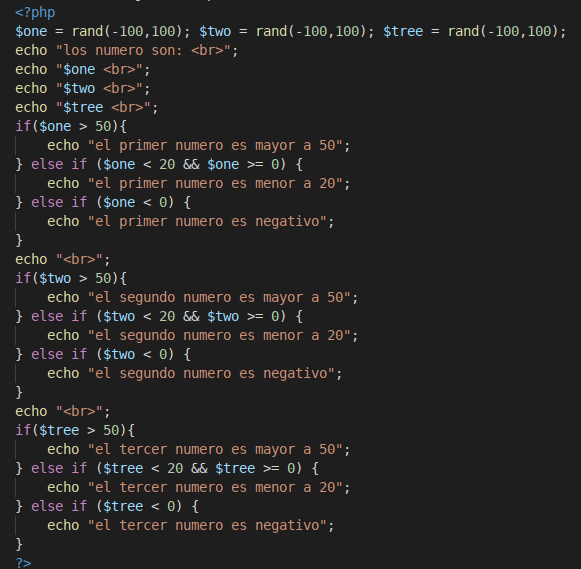 <?php
$one = rand(-100,100); $two = rand(-100,100); $tree = rand(-100,100);
echo "los numero son: <br>";
echo "$one <br>";
echo "$two <br>";
echo "$tree <br>";
if($one > 50){
    echo "el primer numero es mayor a 50";
} else if ($one < 20 && $one >= 0) {
    echo "el primer numero es menor a 20";
} else if ($one < 0) {
    echo "el primer numero es negativo";
}
echo "<br>";
if($two > 50){
    echo "el segundo numero es mayor a 50";
} else if ($two < 20 && $two >= 0) {
    echo "el segundo numero es menor a 20";
} else if ($two < 0) {
    echo "el segundo numero es negativo";
}
echo "<br>";
if($tree > 50){
    echo "el tercer numero es mayor a 50";
} else if ($tree < 20 && $tree >= 0) {
    echo "el tercer numero es menor a 20";
} else if ($tree < 0) {
    echo "el tercer numero es negativo";
}
?>